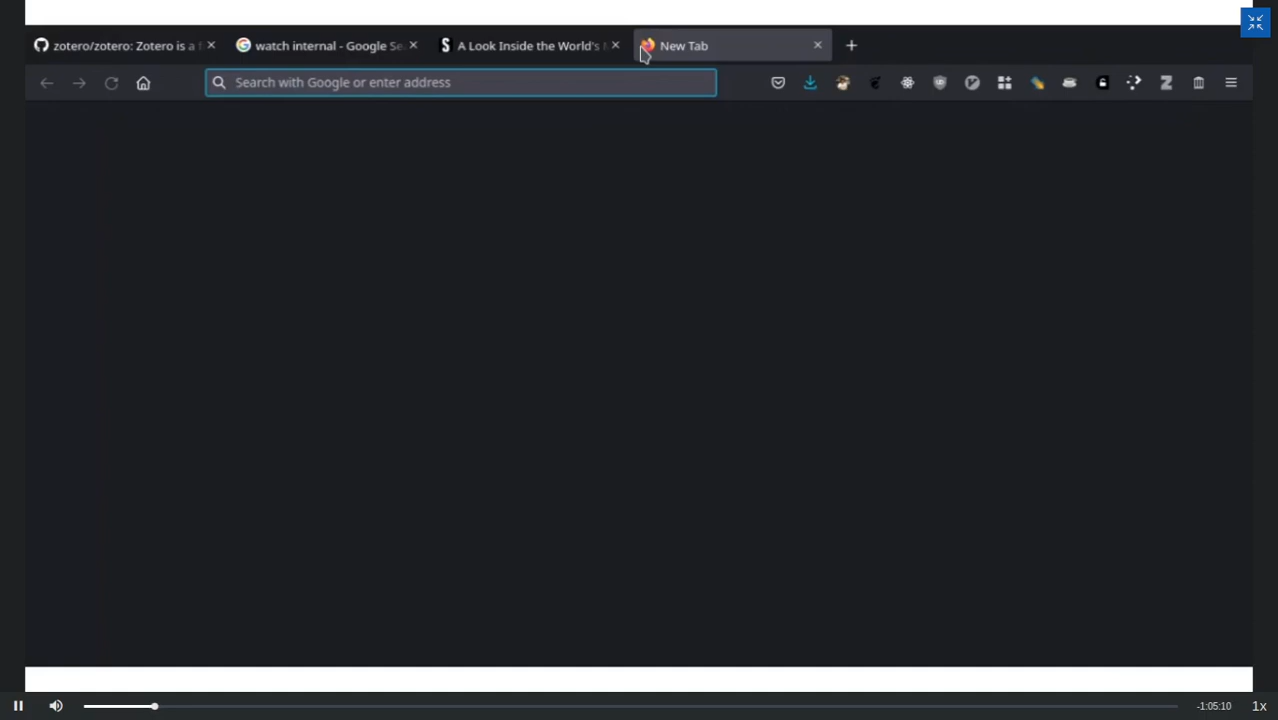 zotero/zotero: Zotero is a
watch internal - Google Se
A Look Inside the World's
New Tab
Search with Google or enter address
-1:05:10
1x